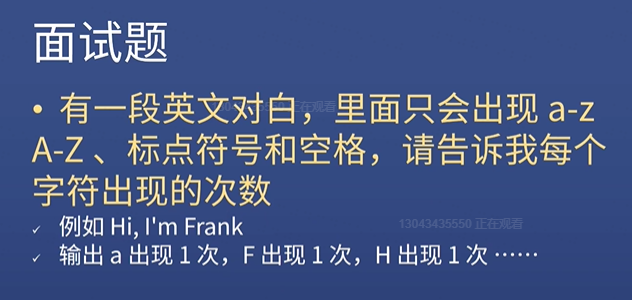 面试题
• 有一段英文对白，里面只会出现 a-z
A-Z 、标点符号和空格，请告诉我每个
字符出现的次数
✓ 例如 Hi, I'm Frank
13043435550 正在观看
✓ 输出 a 出现 1 次，F 出现 1 次，H 出现 1 次 ⋯⋯